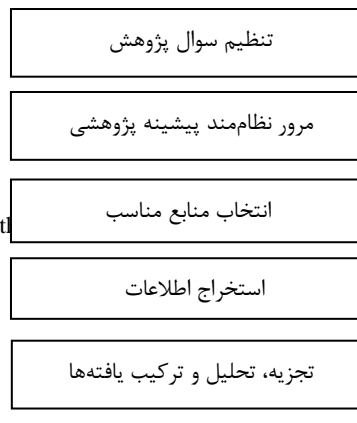 تنظیم سوال پژوهش
مرور نظام‌مند پیشینه پژوهشی
انتخاب منابع مناسب
استخراج اطلاعات
تجزیه، تحلیل و ترکیب یافته‌ها